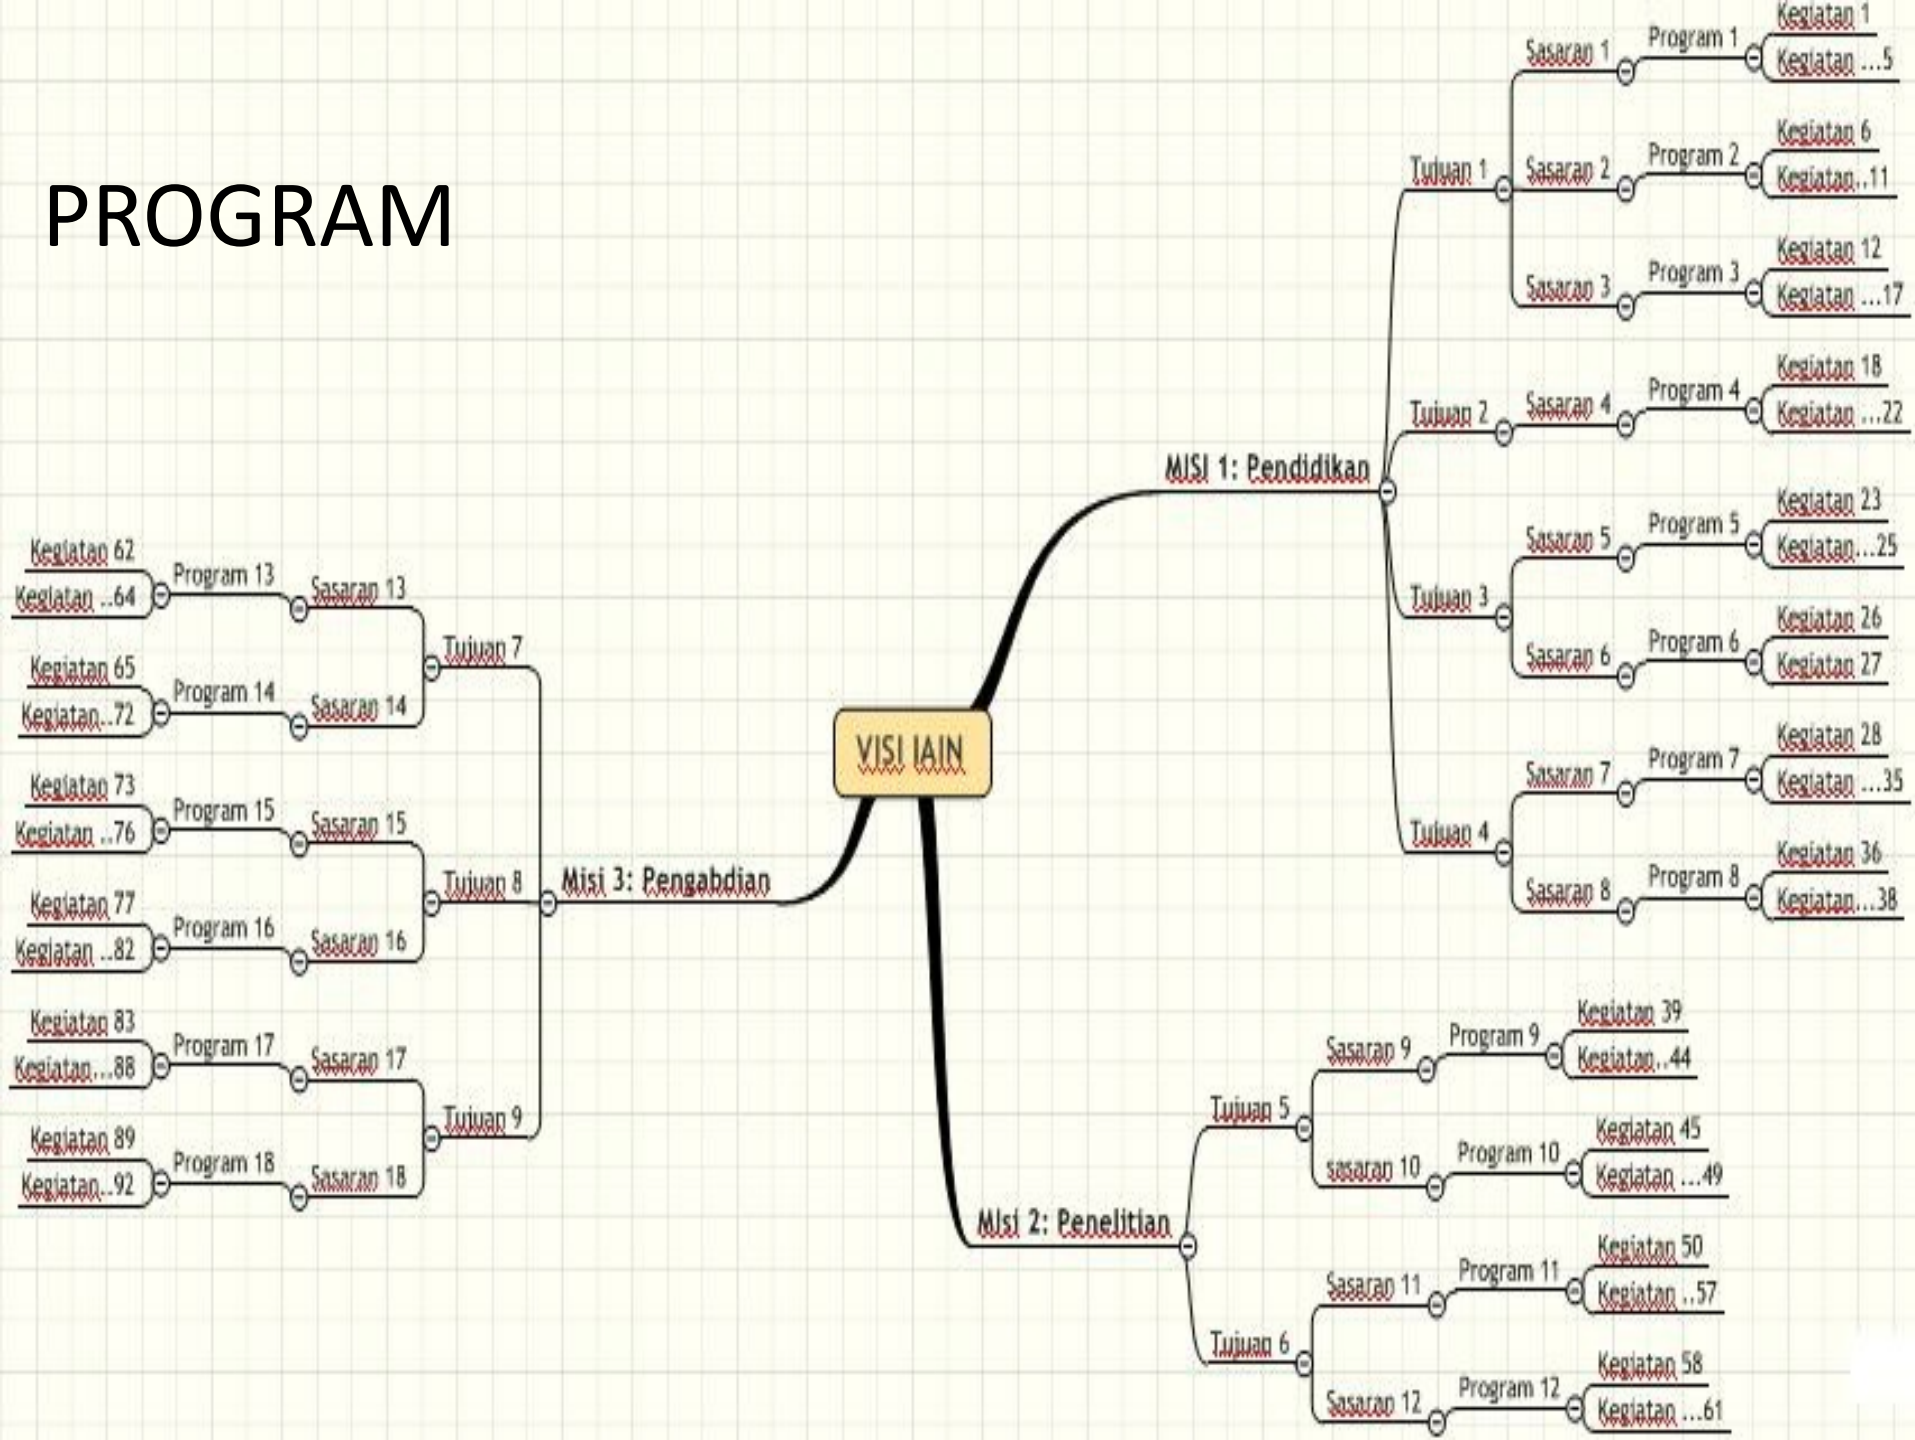 PROGRAM
VISI IAIN
MISI 1: Pendidikan
Tujuan 1
Sasaran 1
Program 1
Kegiatan 1
Kegiatan ...5
Sasaran 2
Program 2
Kegiatan 6
Kegiatan..11
Sasaran 3
Program 3
Kegiatan 12
Kegiatan ...17
Tujuan 2
Sasaran 4
Program 4
Kegiatan 18
Kegiatan ...22
Tujuan 3
Sasaran 5
Program 5
Kegiatan 23
Kegiatan...25
Sasaran 6
Program 6
Kegiatan 26
Kegiatan 27
Tujuan 4
Sasaran 7
Program 7
Kegiatan 28
Kegiatan ...35
Sasaran 8
Program 8
Kegiatan 36
Kegiatan...38
MIsi 2: Penelitian
Tujuan 5
Sasaran 9
Program 9
Kegiatan 39
Kegiatan..44
sasaran 10
Program 10
Kegiatan 45
Kegiatan ...49
Tujuan 6
Sasaran 11
Program 11
Kegiatan 50
Kegiatan ..57
Sasaran 12
Program 12
Kegiatan 58
Kegiatan ...61
Misi 3: Pengabdian
Tujuan 7
Sasaran 13
Program 13
Kegiatan 62
Kegiatan ..64
Sasaran 14
Program 14
Kegiatan 65
Kegiatan..72
Tujuan 8
Sasaran 15
Program 15
Kegiatan 73
Kegiatan ..76
Sasaran 16
Program 16
Kegiatan 77
Kegiatan ..82
Tujuan 9
Sasaran 17
Program 17
Kegiatan 83
Kegiatan...88
Sasaran 18
Program 18
Kegiatan 89
Kegiatan..92